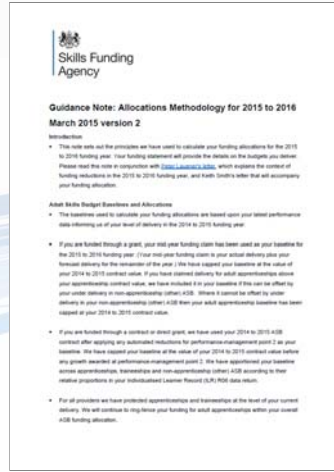 Skills Funding
Agency
Guidance Note: Allocations Methodology for 2015 to 2016
March 2015 version 2
Introduction
• This note sets out the principles we have used to calculate your funding allocations for the 2015
to 2016 funding year. Your funding statement will provide the details on the budgets you deliver.
Please read this note in conjunction with Peter Lauener's letter, which explains the context of
funding reductions in the 2015 to 2016 funding year, and Keith Smith's letter that will accompany
your funding allocation.
Adult Skills Budget Baselines and Allocations
• The baselines used to calculate your funding allocations are based upon your latest performance
data informing us of your level of delivery in the 2014 to 2015 funding year.
• If you are funded through a grant, your mid-year funding claim has been used as your baseline for
the 2015 to 2016 funding year. (Your mid-year funding claim is your actual delivery plus your
forecast delivery for the remainder of the year.) We have capped your baseline at the value of
your 2014 to 2015 contract value. If you have claimed delivery for adult apprenticeships above
your apprenticeship contract value, we have included it in your baseline if this can be offset by
your under delivery in non-apprenticeship (other) ASB. Where it cannot be offset by under
delivery in your non-apprenticeship (other) ASB then your adult apprenticeship baseline has been
capped at your 2014 to 2015 contract value.
• If you are funded through a contract or direct grant, we have used your 2014 to 2015 ASB
contract after applying any automated reductions for performance-management point 2 as your
baseline. We have capped your baseline at the value of your 2014 to 2015 contract value before
any growth awarded at performance-management point 2. We have apportioned your baseline
across apprenticeships, traineeships and non-apprenticeship (other) ASB according to their
relative proportions in your Individualised Learner Record (ILR) R06 data return.
• For all providers we have protected apprenticeships and traineeships at the level of your current
delivery. We will continue to ring-fence your funding for adult apprenticeships within your overall
ASB funding allocation.